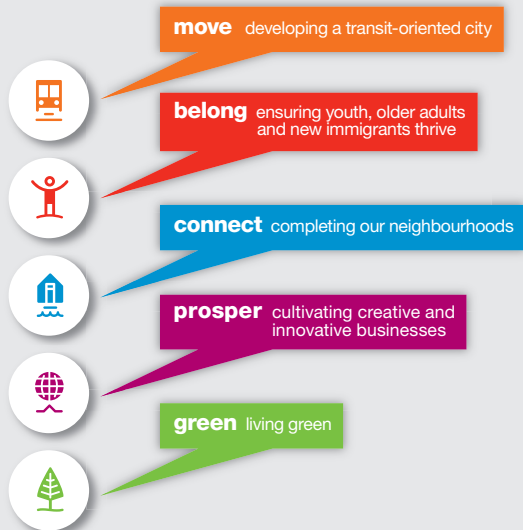 move developing a transit-oriented city
belong ensuring youth, older adults
and new immigrants thrive
connect completing our neighbourhoods
prosper cultivating creative and
innovative businesses
green living green